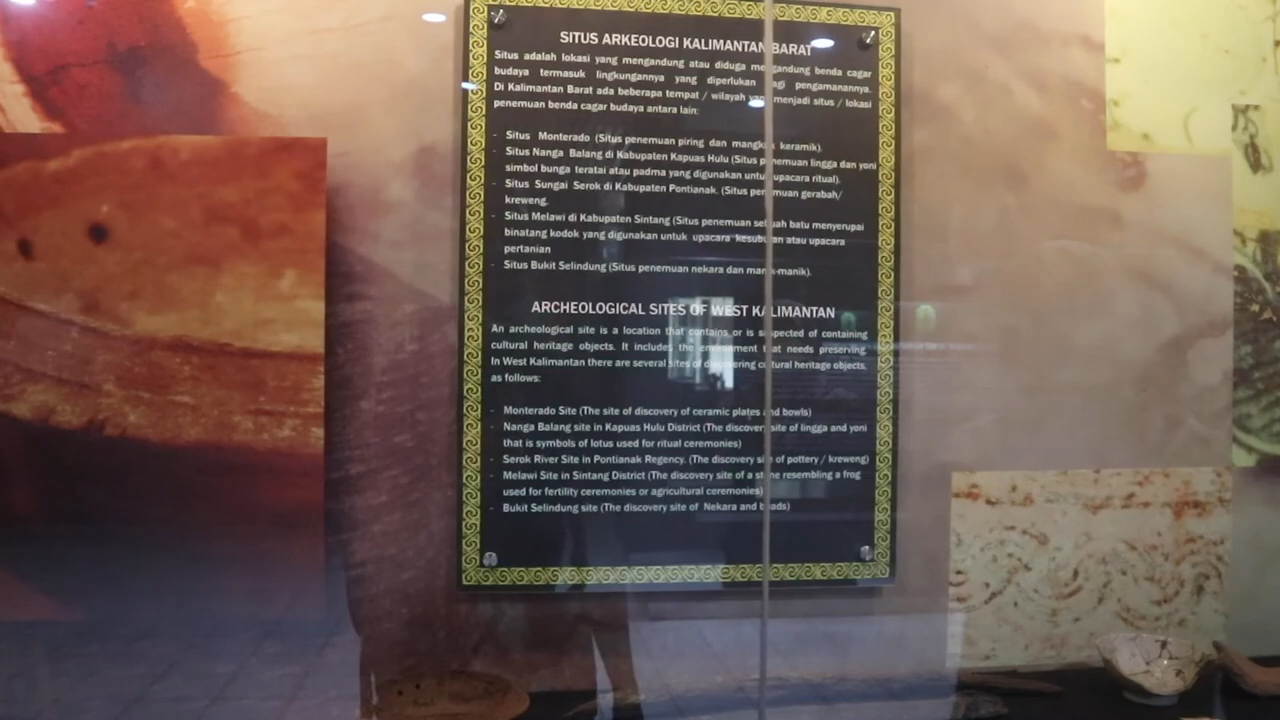 SITUS ARKEOLOGI KALIMANTAN BARAT
Situs adalah lokasi yang mengandung atau diduga mengandung benda cagar
budaya termasuk lingkungannya yang diperlukan bagi pengamanannya.
Di Kalimantan Barat ada beberapa tempat / wilayah yang menjadi situs / lokasi
penemuan benda cagar budaya antara lain:
- Situs Monterado (Situs penemuan piring dan mangkok keramik).
- Situs Nanga Balang di Kabupaten Kapuas Hulu (Situs penemuan lingga dan yoni
simbol bunga teratai atau padma yang digunakan untuk upacara ritual).
- Situs Sungai Serok di Kabupaten Pontianak. (Situs penemuan gerabah/
kreweng.
- Situs Melawi di Kabupaten Sintang (Situs penemuan sebuah batu menyerupai
binatang kodok yang digunakan untuk upacara kesuburan atau upacara
pertanian
- Situs Bukit Selindung (Situs penemuan nekara dan manik-manik).
ARCHEOLOGICAL SITES OF WEST KALIMANTAN
An archeological site is a location that contains or is suspected of containing
cultural heritage objects. It includes the environment that needs preserving.
In West Kalimantan there are several sites of discovering cultural heritage objects,
as follows:
- Monterado Site (The site of discovery of ceramic plates and bowls)
- Nanga Balang site in Kapuas Hulu District (The discovery site of lingga and yoni
that is symbols of lotus used for ritual ceremonies)
- Serok River Site in Pontianak Regency. (The discovery site of pottery / kreweng)
- Melawi Site in Sintang District (The discovery site of a stone resembling a frog
used for fertility ceremonies or agricultural ceremonies)
- Bukit Selindung site (The discovery site of Nekara and beads)